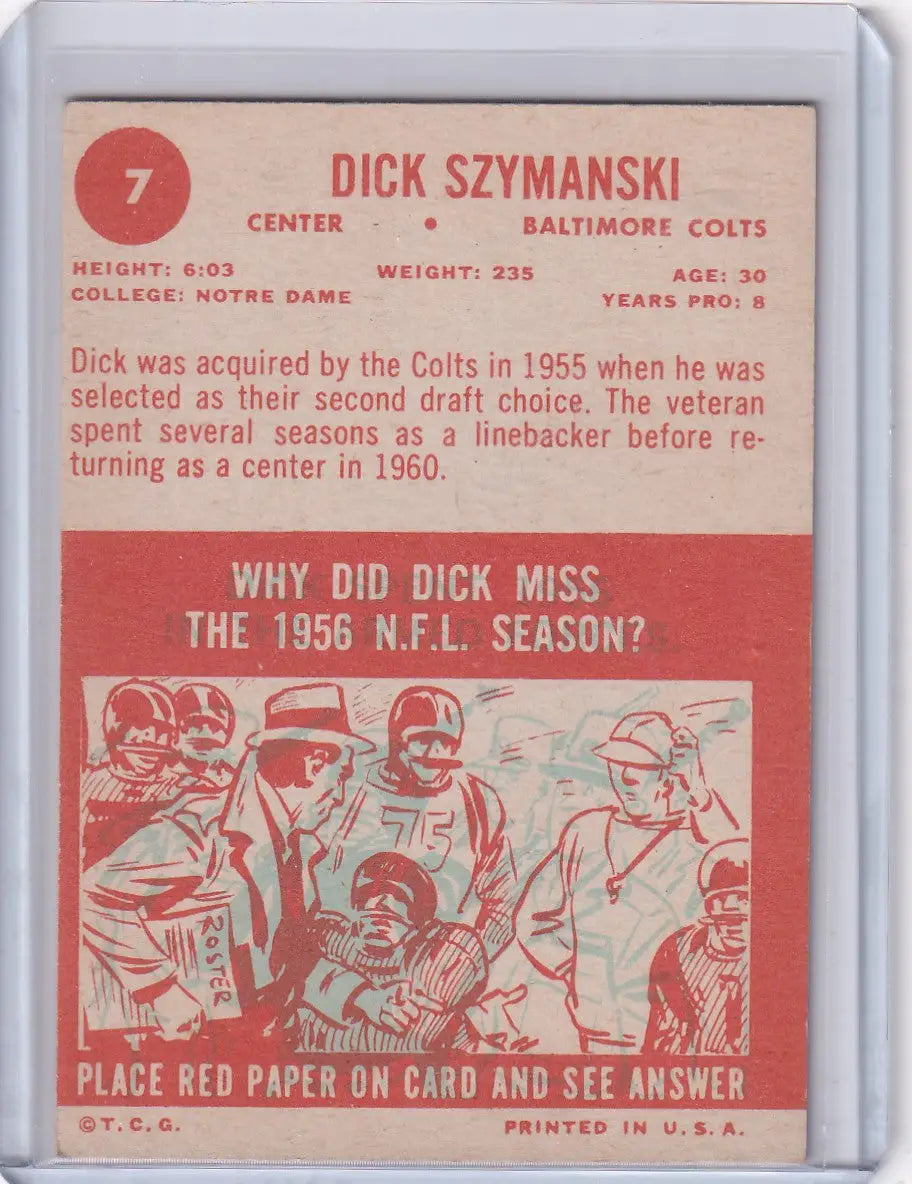 7
DICK SZYMANSKI
CENTER • BALTIMORE COLTS
HEIGHT: 6:03 WEIGHT: 235 AGE: 30
COLLEGE: NOTRE DAME YEARS PRO: 8
Dick was acquired by the Colts in 1955 when he was
selected as their second draft choice. The veteran
spent several seasons as a linebacker before re-
turning as a center in 1960.
WHY DID DICK MISS
THE 1956 N.F.L. SEASON?
75
ROSTER
PLACE RED PAPER ON CARD AND SEE ANSWER
©T.C.G. PRINTED IN U.S.A.